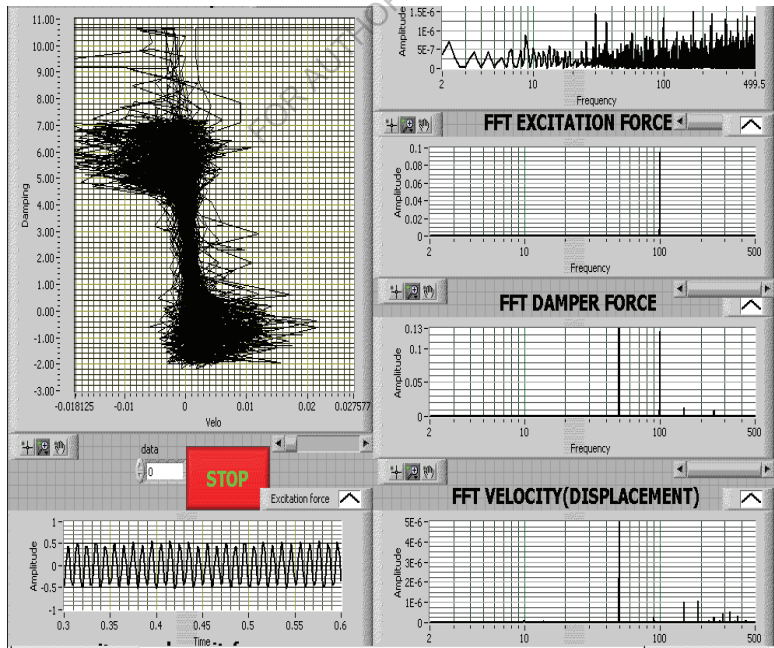 FOR AUTHOR
11.00
10.00
9.00
8.00
7.00
6.00
5.00
4.00
3.00
2.00
1.00
0.00
-1.00
-2.00
-3.00
Damping
-0.018125
-0.01
0
0.01
0.02
0.027577
Velo
1.5E-6
1E-6
5E-7
0
Amplitude
2
10
100
499.5
Frequency
FFT EXCITATION FORCE
0.1
0.08
0.06
0.04
0.02
0
Amplitude
2
10
100
500
Frequency
FFT DAMPER FORCE
0.13
0.1
0.05
0
Amplitude
2
10
100
500
Frequency
data
0
STOP
Excitation force
1
0.5
0
-0.5
-1
Amplitude
0.3
0.35
0.4
0.45
0.5
0.55
0.6
Time
FFT VELOCITY(DISPLACEMENT)
5E-6
4E-6
3E-6
2E-6
1E-6
0
Amplitude
2
10
100
500